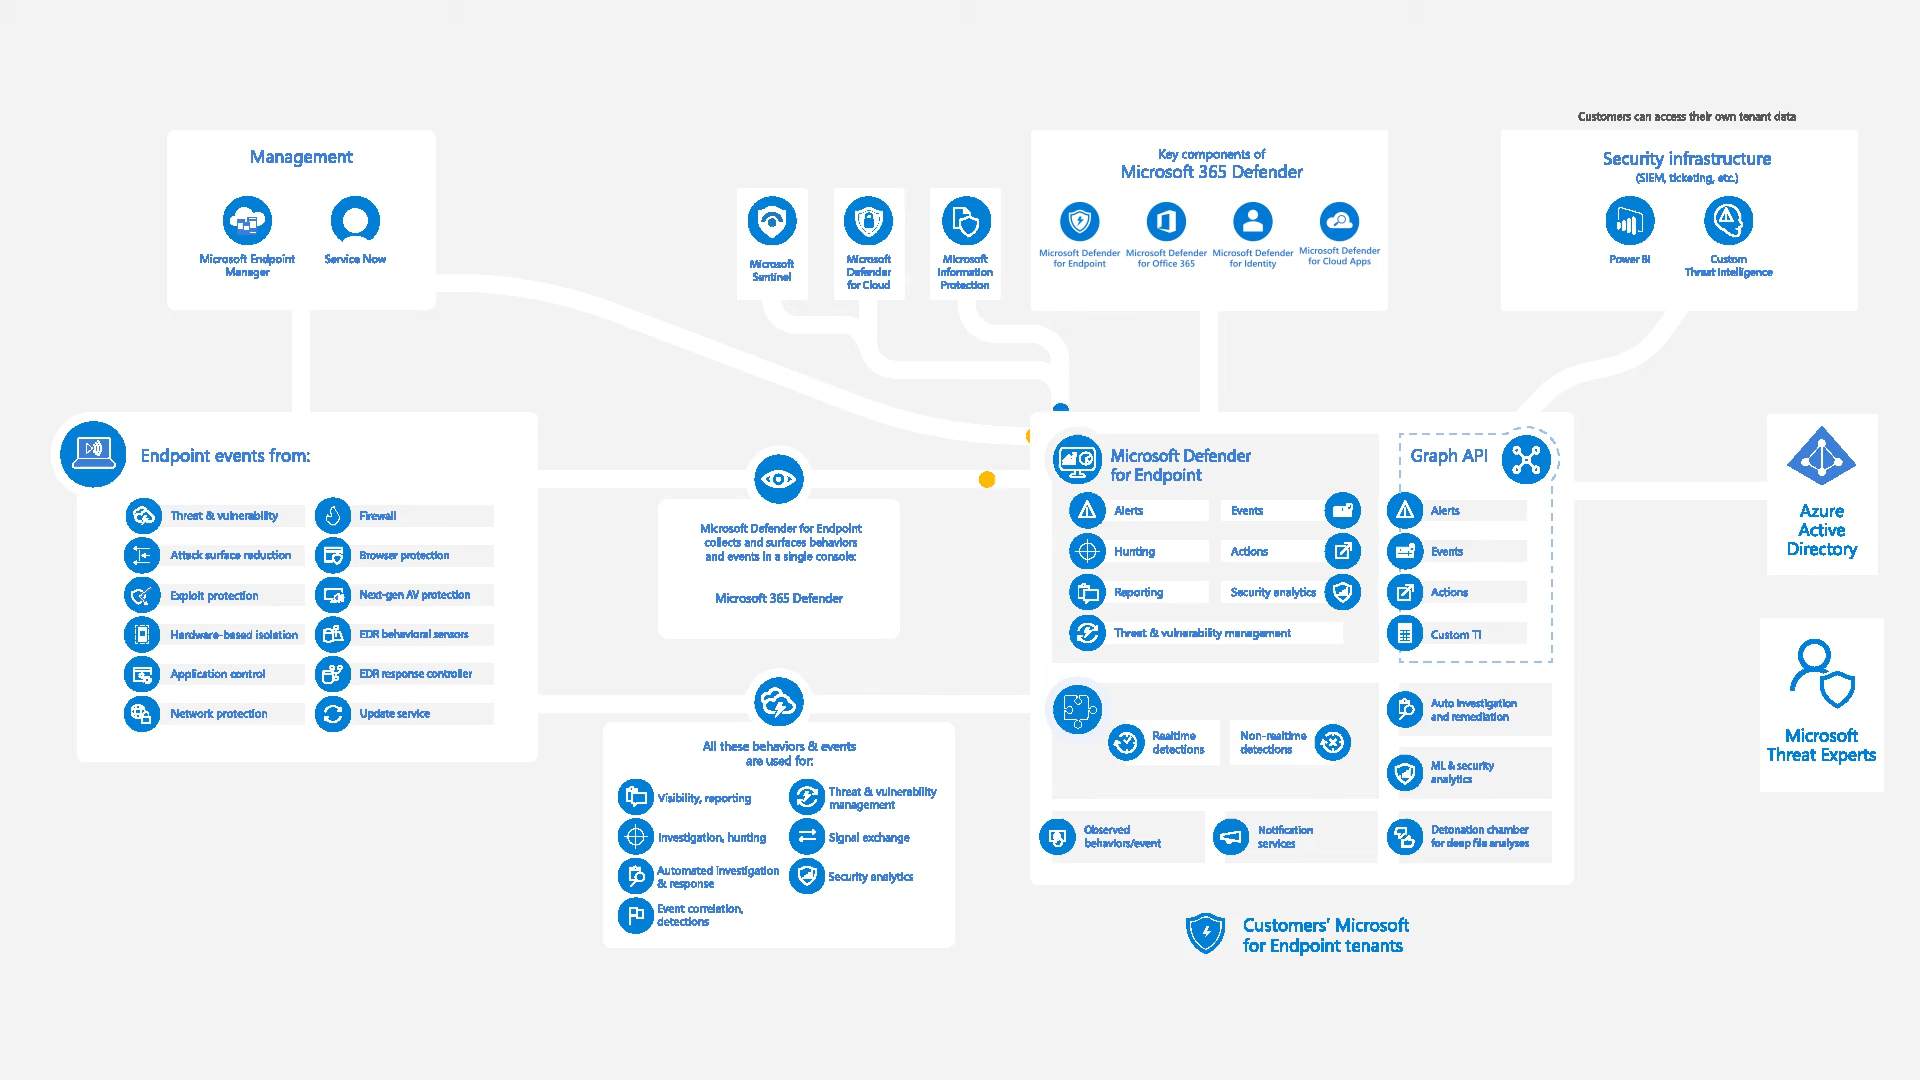 Customers can access their own tenant data
Management
Microsoft Endpoint
Manager
Service Now
Microsoft
Sentinel
Microsoft
Defender
for Cloud
Microsoft
Information
Protection
Key components of
Microsoft 365 Defender
Microsoft Defender
for Endpoint
Microsoft Defender
for Office 365
Microsoft Defender
for Identity
Microsoft Defender
for Cloud Apps
Security infrastructure
(SIEM, ticketing, etc.)
Power BI
Custom
Threat Intelligence
Endpoint events from:
Threat & vulnerability
Firewall
Attack surface reduction
Browser protection
Exploit protection
Next-gen AV protection
Hardware-based isolation
EDR behavioral sensors
Application control
EDR response controller
Network protection
Update service
Microsoft Defender for Endpoint
collects and surfaces behaviors
and events in a single console:
Microsoft 365 Defender
All these behaviors & events
are used for:
Visibility, reporting
Threat & vulnerability
management
Investigation, hunting
Signal exchange
Automated investigation
& response
Security analytics
Event correlation,
detections
Microsoft Defender
for Endpoint
Alerts
Events
Hunting
Actions
Reporting
Security analytics
Threat & vulnerability management
Graph API
Alerts
Events
Actions
Custom TI
Realtime
detections
Non-realtime
detections
Auto investigation
and remediation
ML & security
analytics
Observed
behaviors/event
Notification
services
Detonation chamber
for deep file analyses
Customers' Microsoft
for Endpoint tenants
Azure
Active
Directory
Microsoft
Threat Experts